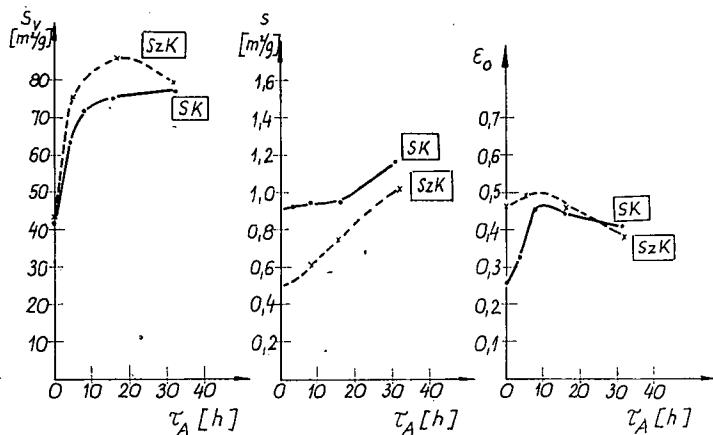 S_v
[m²/g]
80
70
60
50
40
30
20
10
0 10 20 30 40
τ_A [h]
SzK
SK
s
[m²/g]
1,6
1,4
1,2
1,0
0,8
0,6
0,4
0,2
0 10 20 30 40
τ_A [h]
SK
SzK
ε₀
0,7
0,6
0,5
0,4
0,3
0,2
0,1
0 10 20 30 40
τ_A [h]
SK
SzK